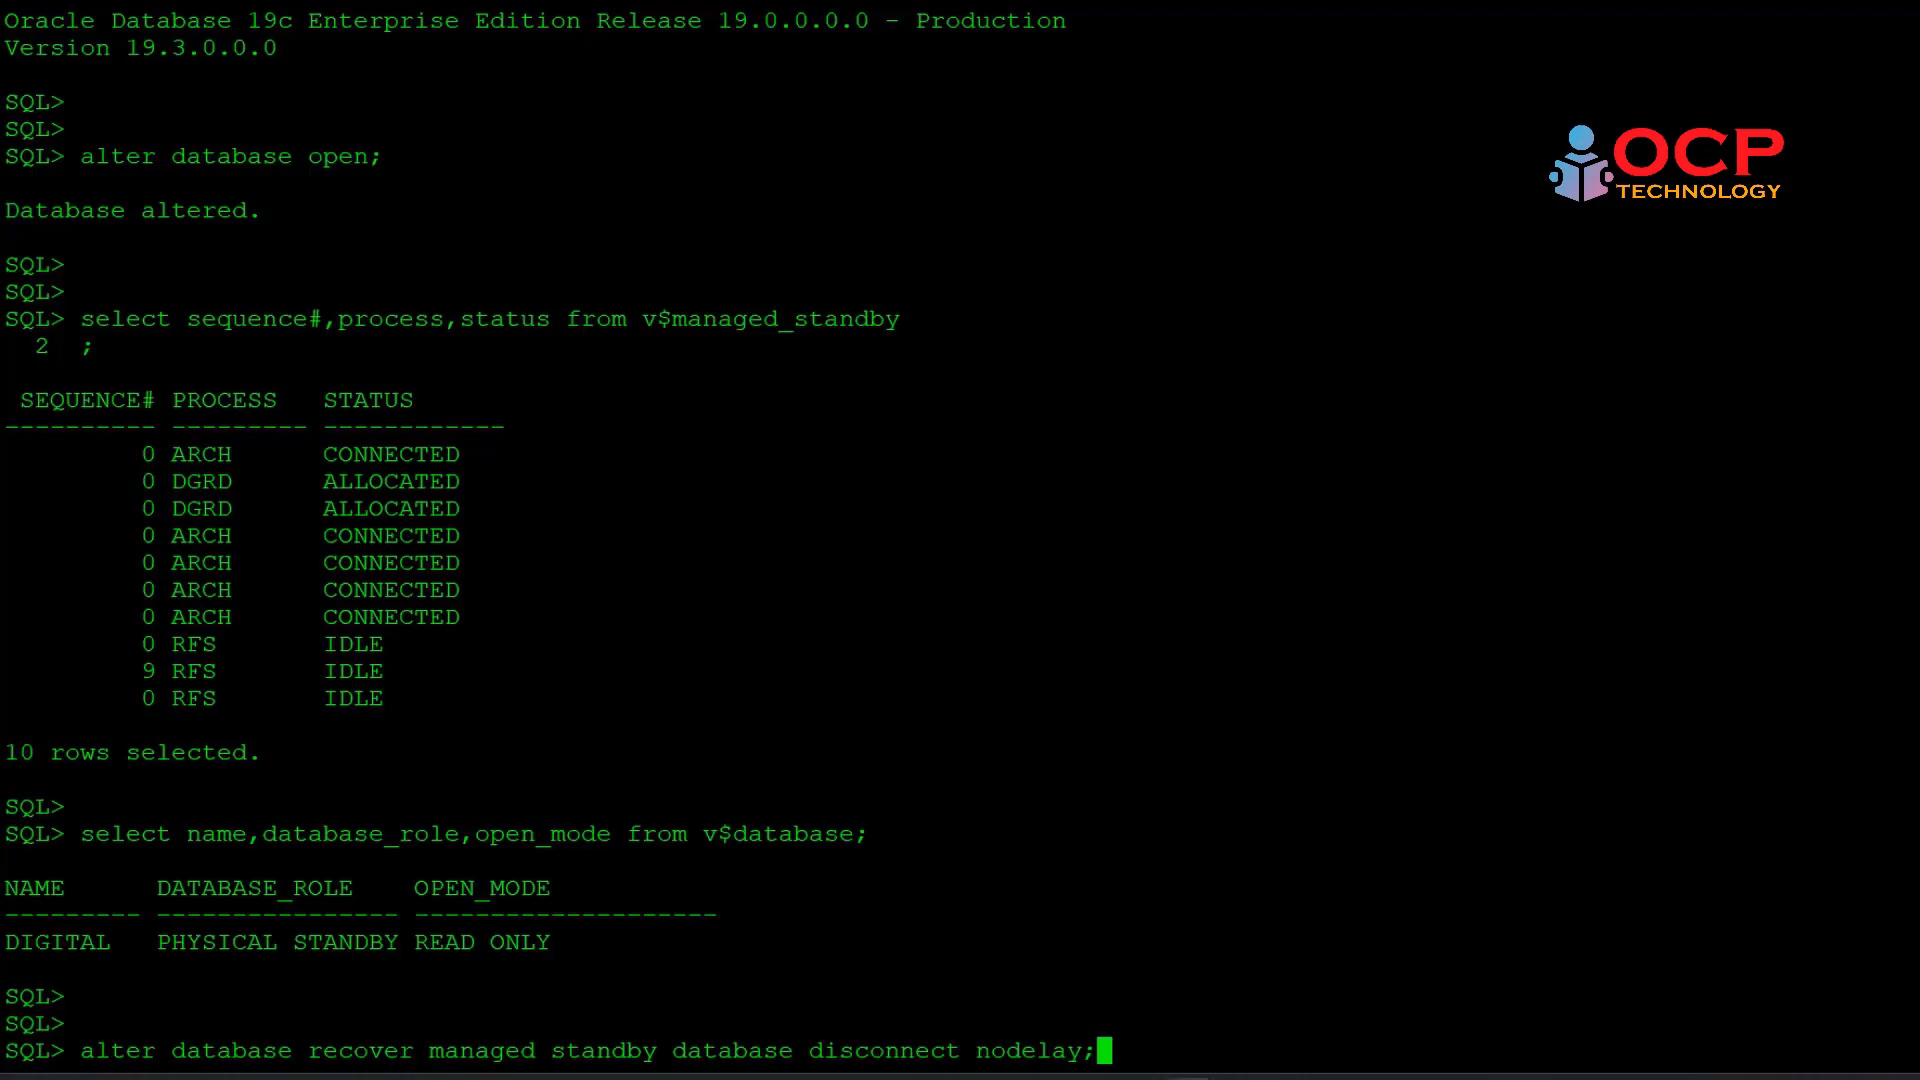 Oracle Database 19c Enterprise Edition Release 19.0.0.0.0 - Production
Version 19.3.0.0.0
SQL>
SQL>
SQL> alter database open;
Database altered.
SQL>
SQL>
SQL> select sequence#,process,status from v$managed_standby
2 ;
SEQUENCE# PROCESS STATUS
---------- --------- ------------
0 ARCH CONNECTED
0 DGRD ALLOCATED
0 DGRD ALLOCATED
0 ARCH CONNECTED
0 ARCH CONNECTED
0 ARCH CONNECTED
0 ARCH CONNECTED
0 RFS IDLE
9 RFS IDLE
0 RFS IDLE
10 rows selected.
SQL>
SQL> select name,database_role,open_mode from v$database;
NAME DATABASE_ROLE OPEN_MODE
--------- ---------------- --------------------
DIGITAL PHYSICAL STANDBY READ ONLY
SQL>
SQL>
SQL> alter database recover managed standby database disconnect nodelay;
OCP
TECHNOLOGY